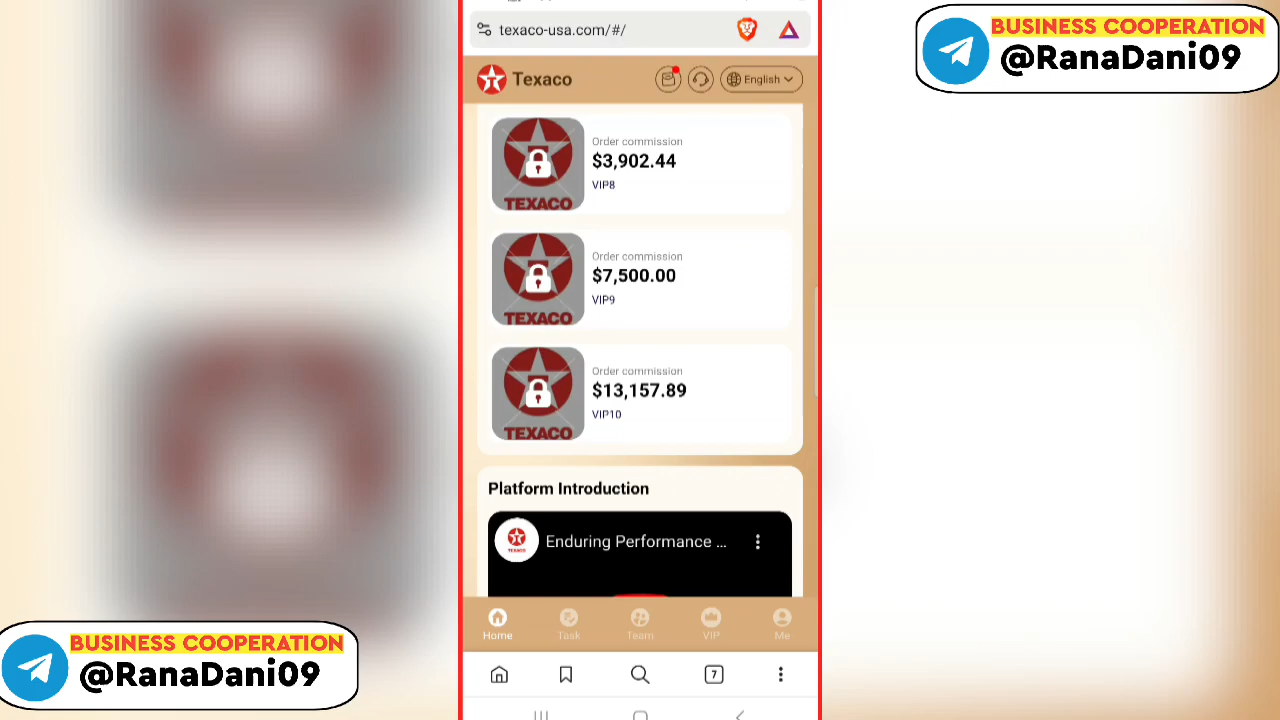 BUSINESS COOPERATION
@RanaDani09
texaco-usa.com/#/
Texaco
English
Order commission
$3,902.44
VIP8
TEXACO
Order commission
$7,500.00
VIP9
TEXACO
Order commission
$13,157.89
VIP10
TEXACO
Platform Introduction
TEXACO
Enduring Performance ...
Home
Task
Team
VIP
Me
7
BUSINESS COOPERATION
@RanaDani09